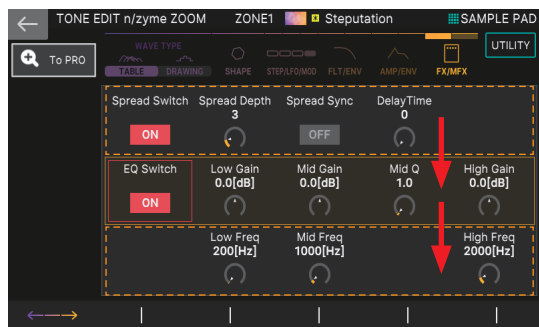 TONE EDIT n/zyme ZOOM ZONE1 Steputation SAMPLE PAD
To PRO
WAVE TYPE
UTILITY
TABLE DRAWING SHAPE STEP/LFO/MOD FLT/ENV AMP/ENV FX/MFX
Spread Switch Spread Depth Spread Sync DelayTime
3 0
ON OFF
EQ Switch Low Gain Mid Gain Mid Q High Gain
0.0[dB] 0.0[dB] 1.0 0.0[dB]
ON
Low Freq Mid Freq High Freq
200[Hz] 1000[Hz] 2000[Hz]